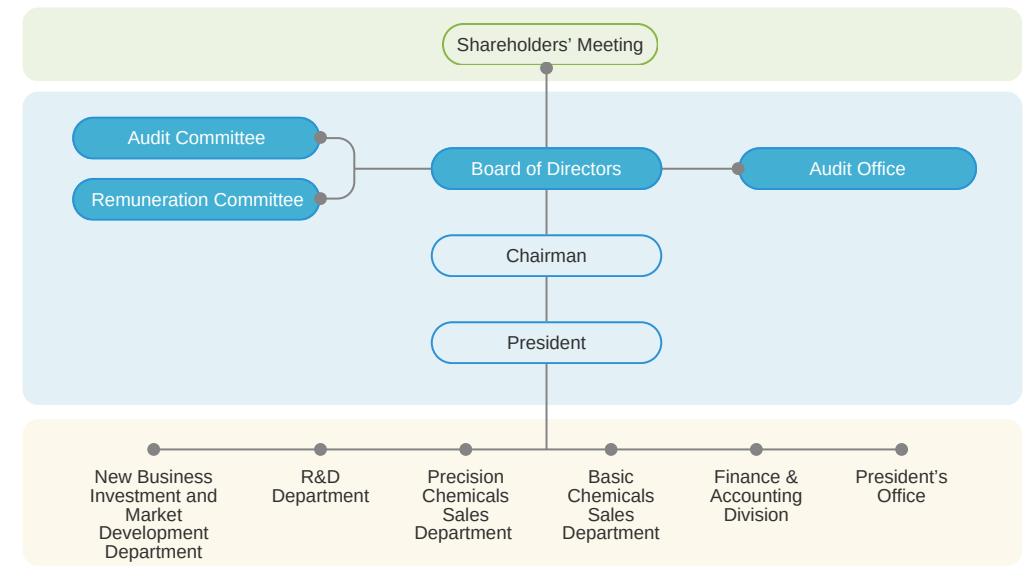 Shareholders’ Meeting
Audit Committee
Board of Directors
Audit Office
Remuneration Committee
Chairman
President
New Business
Investment and
Market
Development
Department
R&D
Department
Precision
Chemicals
Sales
Department
Basic
Chemicals
Sales
Department
Finance &
Accounting
Division
President’s
Office